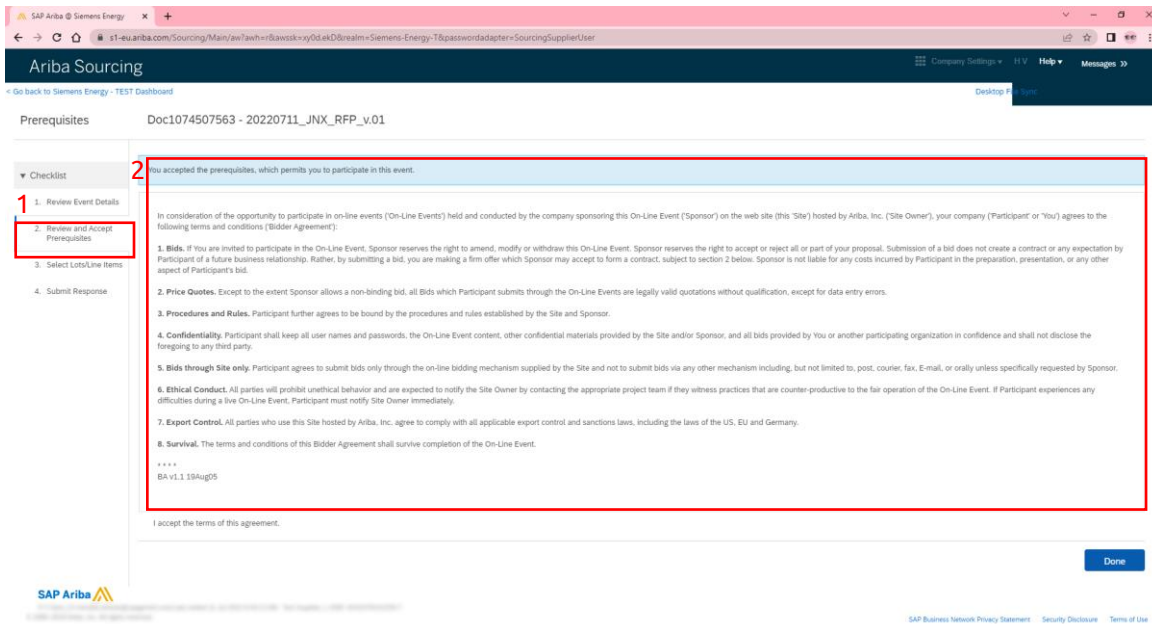 SAP Ariba @ Siemens Energy
s1-eu.ariba.com/Sourcing/Main/aw?awh=r&awssk=xy0d.ekD&realm=Siemens-Energy-T&passwordadapter=SourcingSupplierUser
Ariba Sourcing
Company Settings
H V
Help
Messages
< Go back to Siemens Energy - TEST Dashboard
Desktop File Sync
Prerequisites
Doc1074507563 - 20220711_JNX_RFP_v.01
Checklist
1
1. Review Event Details
2. Review and Accept
Prerequisites
3. Select Lots/Line Items
4. Submit Response
2
You accepted the prerequisites, which permits you to participate in this event.
In consideration of the opportunity to participate in on-line events ('On-Line Events') held and conducted by the company sponsoring this On-Line Event ('Sponsor') on the web site (this 'Site') hosted by Ariba, Inc. ('Site Owner'), your company ('Participant' or 'You') agrees to the
following terms and conditions ('Bidder Agreement'):
1. Bids. If You are invited to participate in the On-Line Event, Sponsor reserves the right to amend, modify or withdraw this On-Line Event. Sponsor reserves the right to accept or reject all or part of your proposal. Submission of a bid does not create a contract or any expectation by
Participant of a future business relationship. Rather, by submitting a bid, you are making a firm offer which Sponsor may accept to form a contract, subject to section 2 below. Sponsor is not liable for any costs incurred by Participant in the preparation, presentation, or any other
aspect of Participant's bid.
2. Price Quotes. Except to the extent Sponsor allows a non-binding bid, all Bids which Participant submits through the On-Line Events are legally valid quotations without qualification, except for data entry errors.
3. Procedures and Rules. Participant further agrees to be bound by the procedures and rules established by the Site and Sponsor.
4. Confidentiality. Participant shall keep all user names and passwords, the On-Line Event content, other confidential materials provided by the Site and/or Sponsor, and all bids provided by You or another participating organization in confidence and shall not disclose the
foregoing to any third party.
5. Bids through Site only. Participant agrees to submit bids only through the on-line bidding mechanism supplied by the Site and not to submit bids via any other mechanism including, but not limited to, post, courier, fax, E-mail, or orally unless specifically requested by Sponsor.
6. Ethical Conduct. All parties will prohibit unethical behavior and are expected to notify the Site Owner by contacting the appropriate project team if they witness practices that are counter-productive to the fair operation of the On-Line Event. If Participant experiences any
difficulties during a live On-Line Event, Participant must notify Site Owner immediately.
7. Export Control. All parties who use this Site hosted by Ariba, Inc. agree to comply with all applicable export control and sanctions laws, including the laws of the US, EU and Germany.
8. Survival. The terms and conditions of this Bidder Agreement shall survive completion of the On-Line Event.
* * * *
BA v1.1 19Aug05
I accept the terms of this agreement.
Done
SAP Ariba
SAP Business Network Privacy Statement
Security Disclosure
Terms of Use